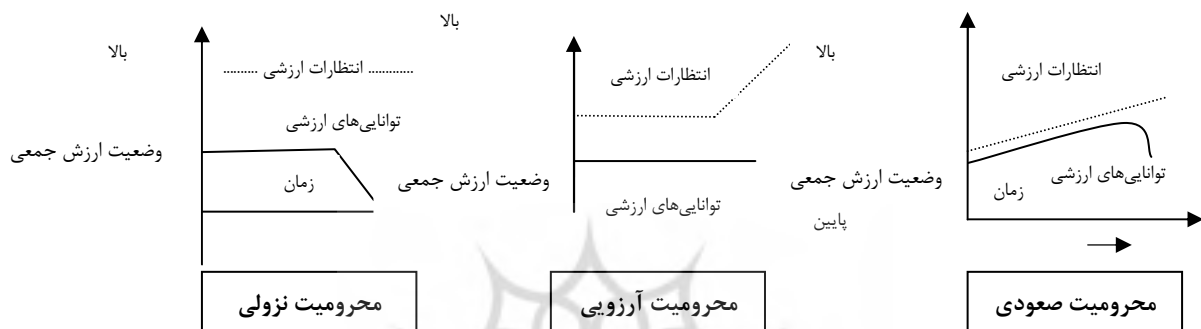 بالا
انتظارات ارزشی
توانایی‌های ارزشی
زمان
وضعیت ارزش جمعی
پایین
محرومیت صعودی
بالا
انتظارات ارزشی
وضعیت ارزش جمعی
توانایی‌های ارزشی
محرومیت آرزویی
بالا
انتظارات ارزشی
توانایی‌های ارزشی
وضعیت ارزش جمعی
زمان
محرومیت نزولی